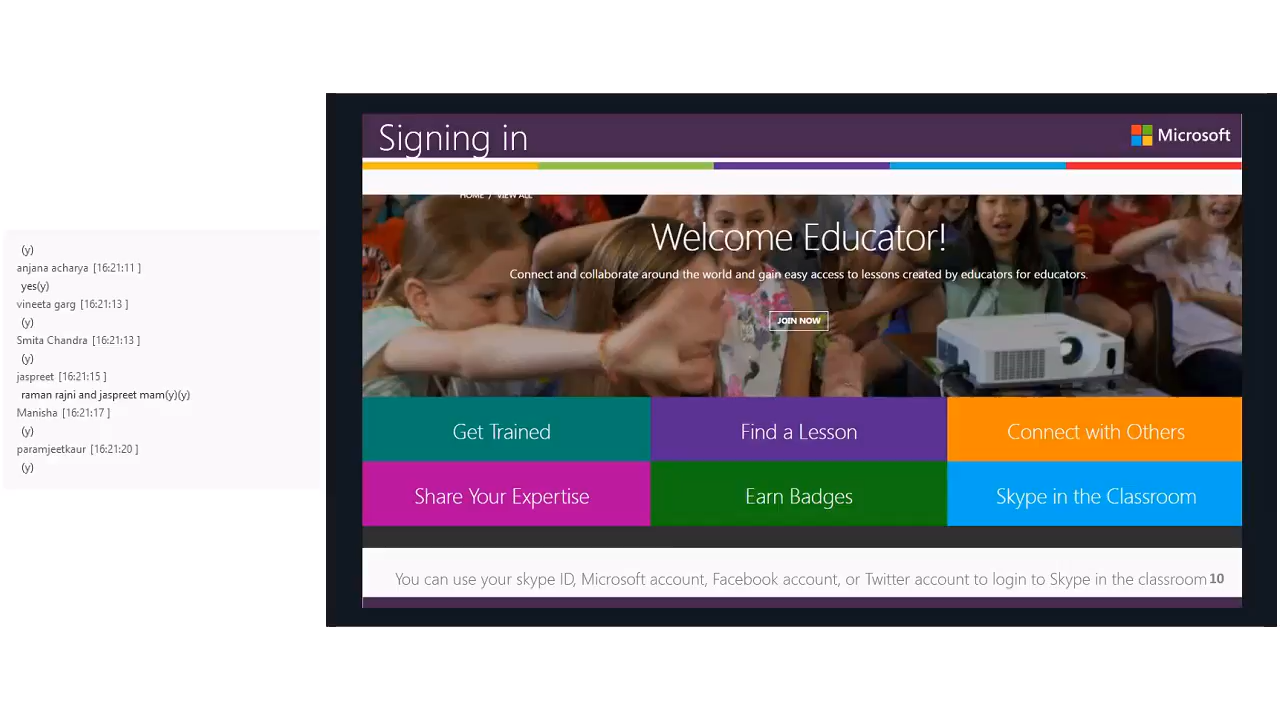 (y)
anjana acharya [16:21:11 ]
yes(y)
vineeta garg [16:21:13 ]
(y)
Smita Chandra [16:21:13 ]
(y)
jaspreet [16:21:15 ]
raman rajni and jaspreet mam(y)(y)
Manisha [16:21:17 ]
(y)
paramjeetkaur [16:21:20 ]
(y)
Signing in
Microsoft
HOME / VIEW ALL
Welcome Educator!
Connect and collaborate around the world and gain easy access to lessons created by educators for educators.
JOIN NOW
Get Trained
Find a Lesson
Connect with Others
Share Your Expertise
Earn Badges
Skype in the Classroom
You can use your skype ID, Microsoft account, Facebook account, or Twitter account to login to Skype in the classroom 10